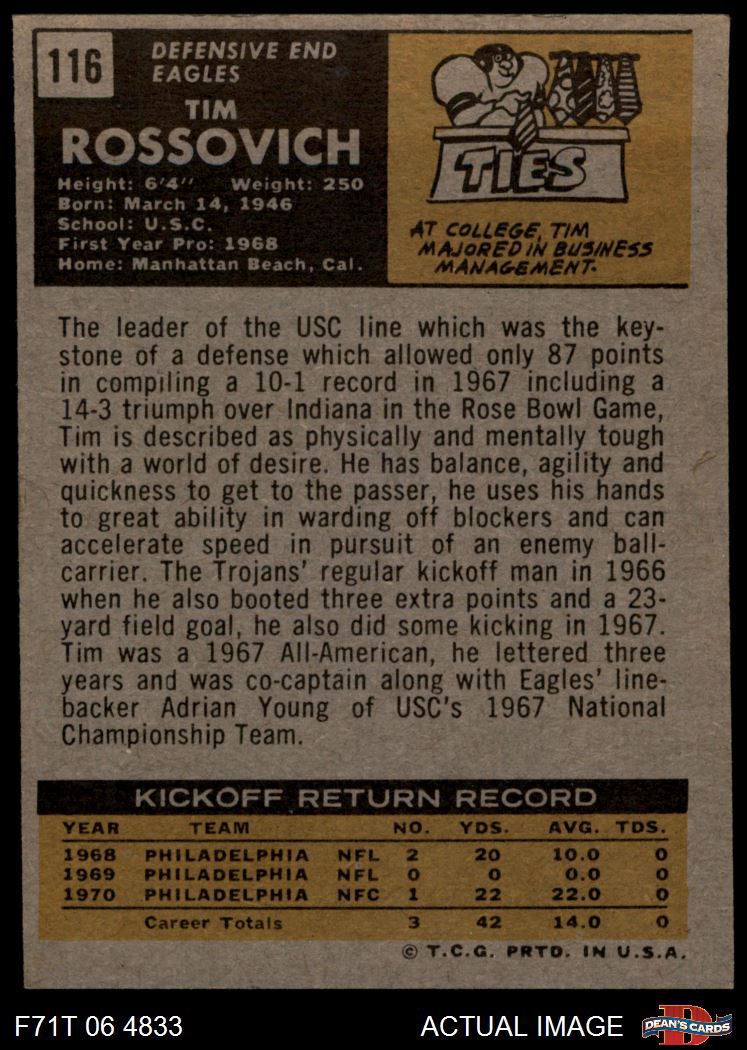 116
DEFENSIVE END
EAGLES
TIM
ROSSOVICH
Height: 6'4" Weight: 250
Born: March 14, 1946
School: U.S.C.
First Year Pro: 1968
Home: Manhattan Beach, Cal.
TIES
AT COLLEGE, TIM
MAJORED IN BUSINESS
MANAGEMENT.
The leader of the USC line which was the key-
stone of a defense which allowed only 87 points
in compiling a 10-1 record in 1967 including a
14-3 triumph over Indiana in the Rose Bowl Game,
Tim is described as physically and mentally tough
with a world of desire. He has balance, agility and
quickness to get to the passer, he uses his hands
to great ability in warding off blockers and can
accelerate speed in pursuit of an enemy ball-
carrier. The Trojans' regular kickoff man in 1966
when he also booted three extra points and a 23-
yard field goal, he also did some kicking in 1967.
Tim was a 1967 All-American, he lettered three
years and was co-captain along with Eagles' line-
backer Adrian Young of USC's 1967 National
Championship Team.
KICKOFF RETURN RECORD
YEAR TEAM NO. YDS. AVG. TDS.
1968 PHILADELPHIA NFL 2 20 10.0 0
1969 PHILADELPHIA NFL 0 0 0.0 0
1970 PHILADELPHIA NFC 1 22 22.0 0
Career Totals 3 42 14.0 0
© T.C.G. PRTD. IN U.S.A.
F71T 06 4833 ACTUAL IMAGE D DEAN'S CARDS